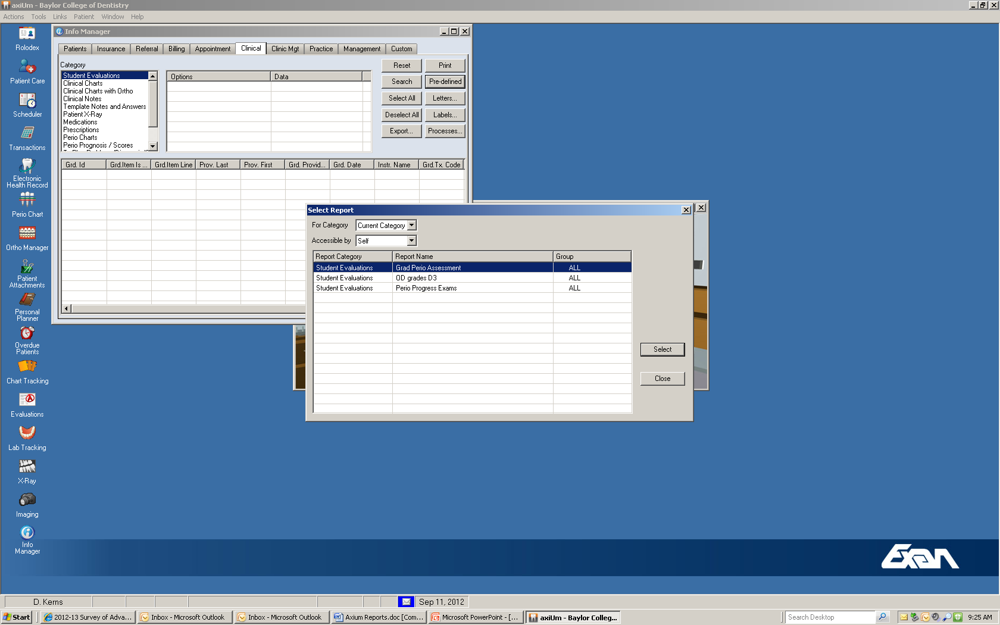 axiUm - Baylor College of Dentistry
Actions Tools Links Patient Window Help
Rolodex
Patient Care
Scheduler
Transactions
Electronic
Health Record
Perio Chart
Ortho Manager
Patient
Attachments
Personal
Planner
Overdue
Patients
Chart Tracking
Evaluations
Lab Tracking
X-Ray
Imaging
Info
Manager
Info Manager
Patients Insurance Referral Billing Appointment Clinical Clinic Mgt Practice Management Custom
Category
Student Evaluations
Clinical Charts
Clinical Charts with Ortho
Clinical Notes
Template Notes and Answers
Patient X-Ray
Medications
Prescriptions
Perio Charts
Perio Prognosis / Scores
Options Data
Reset Print
Search Pre-defined
Select All Letters...
Deselect All Labels...
Export... Processes...
Grd. Id Grd.Item Is ... Grd.Item Line Prov. Last Prov. First Grd. Provid... Grd. Date Instr. Name Grd.Tx. Code
Select Report
For Category Current Category
Accessible by Self
Report Category Report Name Group
Student Evaluations Grad Perio Assessment ALL
Student Evaluations OD grades D3 ALL
Student Evaluations Perio Progress Exams ALL
Select
Close
Exan
D. Kerns Sep 11, 2012
Start 2012-13 Survey of Adva... Inbox - Microsoft Outlook Inbox - Microsoft Outlook Axium Reports.doc [Com... Microsoft PowerPoint - [... axiUm - Baylor Colleg... Search Desktop 9:25 AM